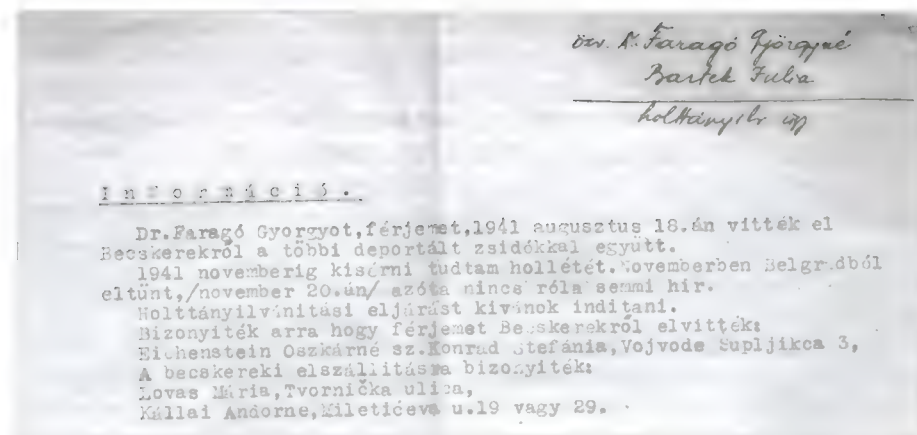 özv. Dr. Faragó Györgyné
Bartek Julia
holttányilv. ügy
Információ.
Dr.Faragó Gyorgyot,férjemet,1941 augusztus 18.án vitték el
Becskerekről a többi deportált zsidókkal együtt.
1941 novemberig kisérni tudtam hollétét.Novemberben Belgrádból
eltünt,/november 20.án/ azóta nincs róla semmi hir.
Holttányilvánitási eljárást kivánok inditani.
Bizonyiték arra hogy férjemet Becskerekről elvitték:
Eichenstein Oszkárné sz.Konrad Stefánia,Vojvode Supljikca 3,
A becskereki elszállitásra bizonyiték:
Lovas Mária,Tvornička ulica,
Kállai Andorne,Miletićeva u.19 vagy 29.